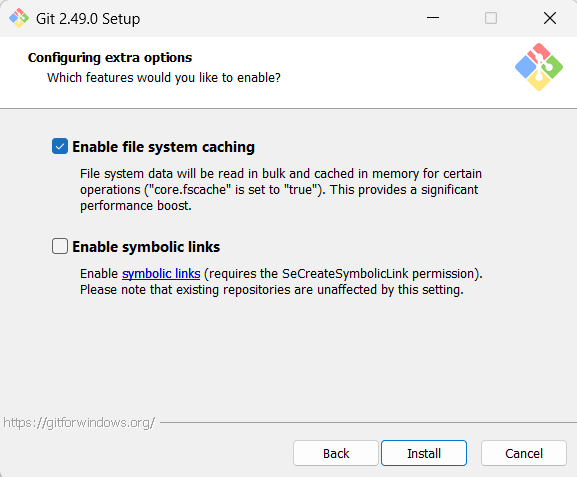 Git 2.49.0 Setup
Configuring extra options
Which features would you like to enable?
Enable file system caching
File system data will be read in bulk and cached in memory for certain
operations ("core.fscache" is set to "true"). This provides a significant
performance boost.
Enable symbolic links
Enable symbolic links (requires the SeCreateSymbolicLink permission).
Please note that existing repositories are unaffected by this setting.
https://gitforwindows.org/
Back
Install
Cancel